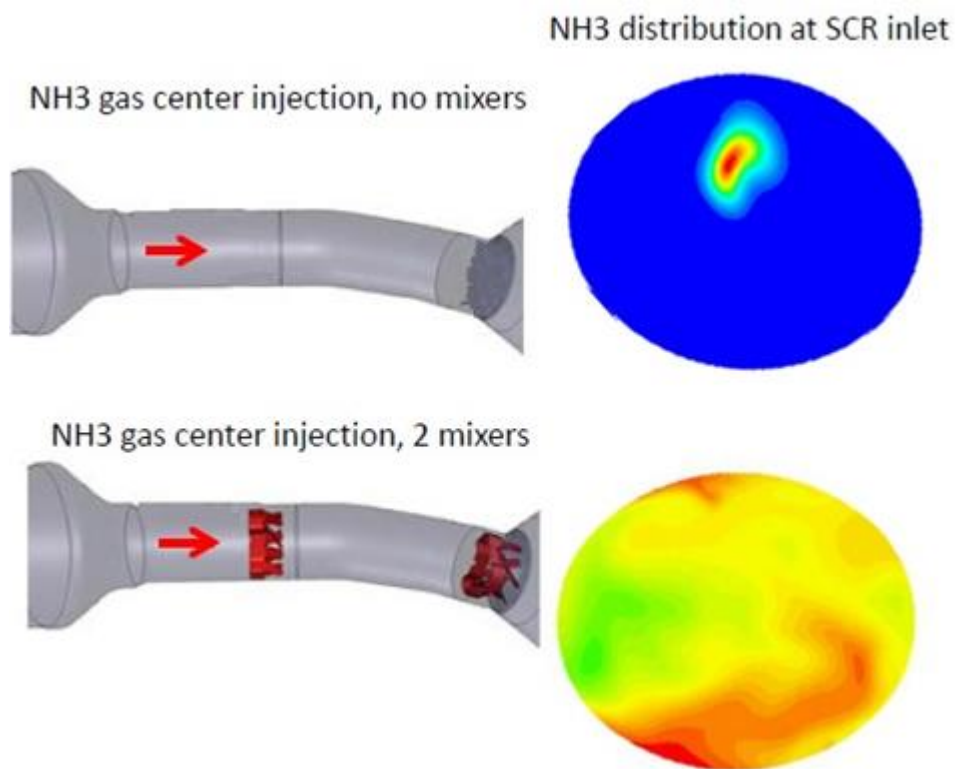 NH3 distribution at SCR inlet
NH3 gas center injection, no mixers
NH3 gas center injection, 2 mixers